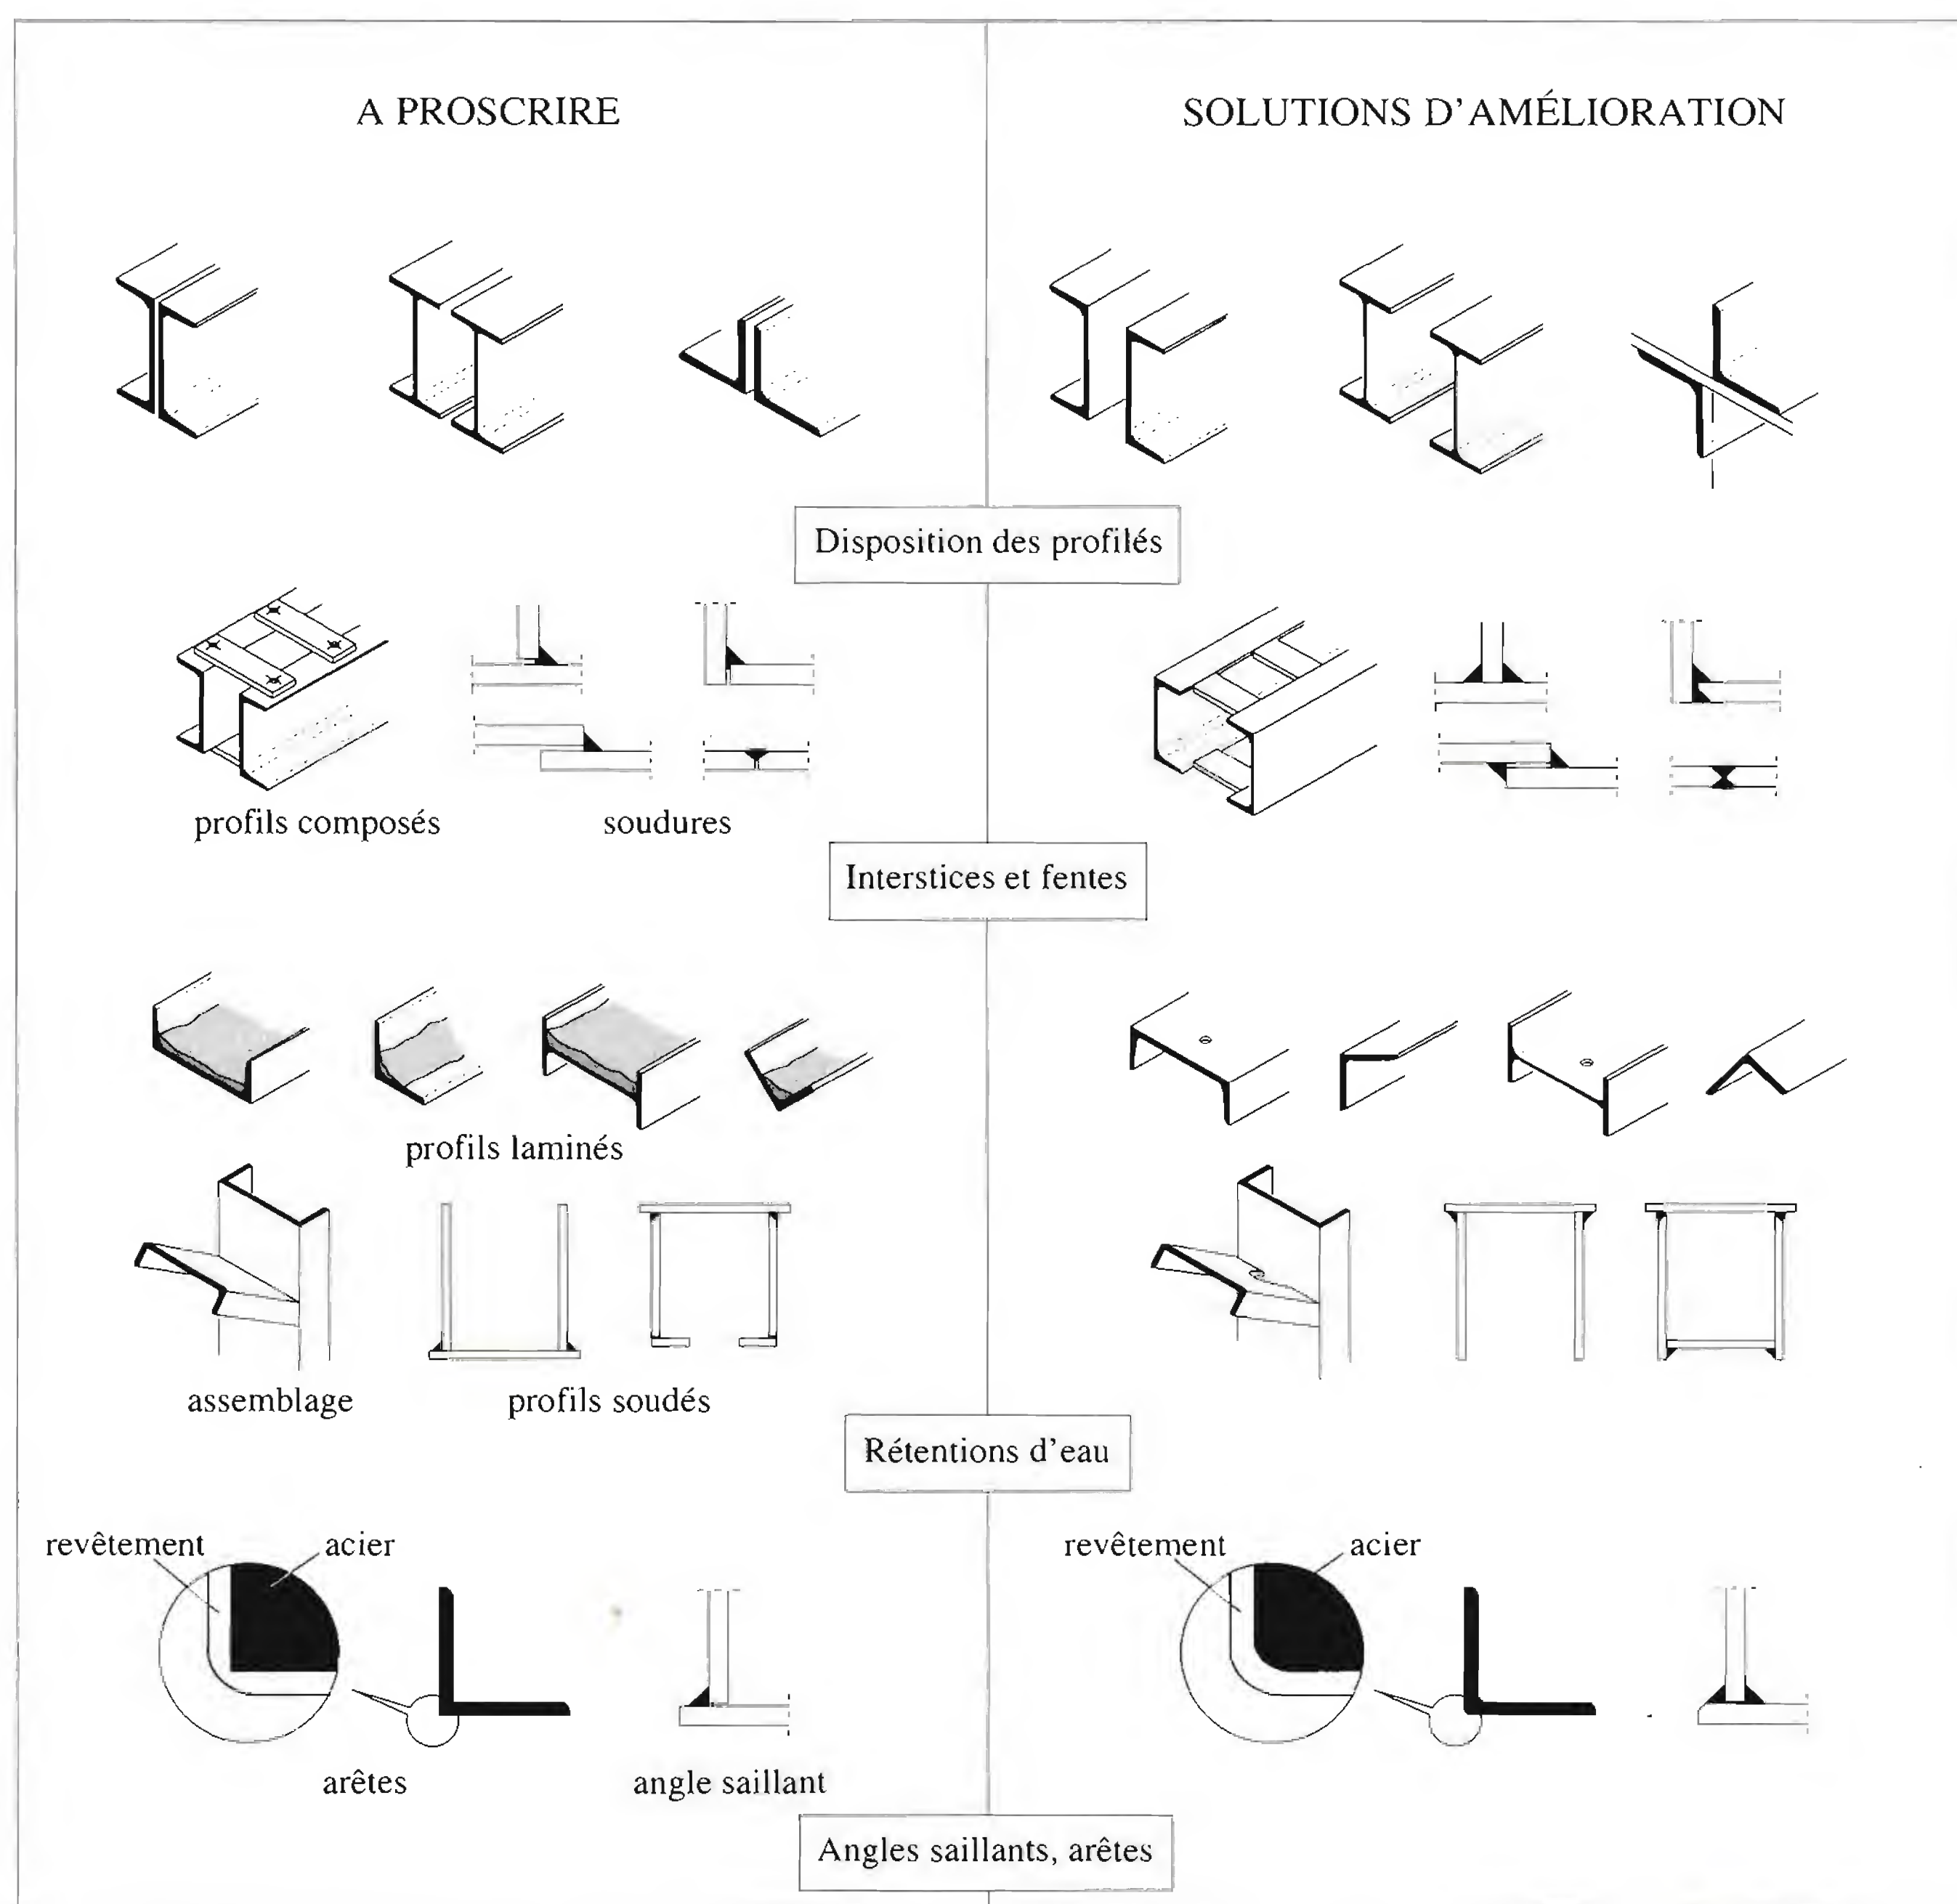 A PROSCRIRE
SOLUTIONS D'AMÉLIORATION
Disposition des profilés
profils composés
soudures
Interstices et fentes
profils laminés
assemblage
profils soudés
Rétentions d'eau
revêtement
acier
revêtement
acier
arêtes
angle saillant
Angles saillants, arêtes